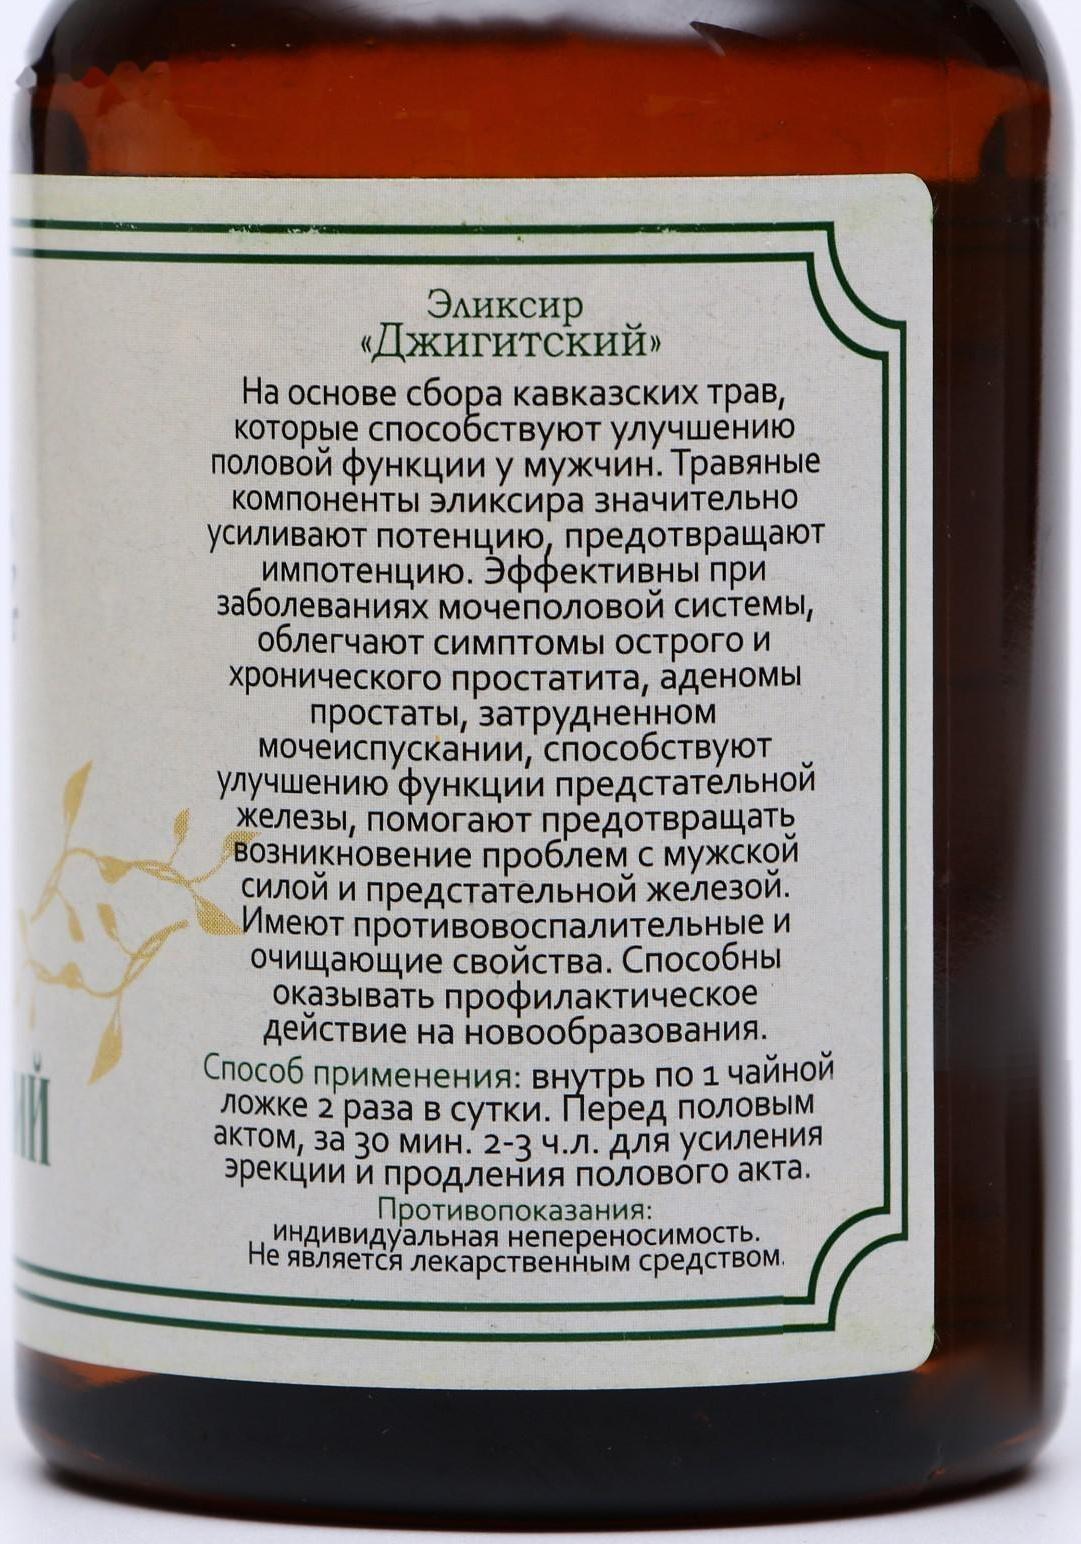 Эликсир
«Джигитский»
На основе сбора кавказских трав,
которые способствуют улучшению
половой функции у мужчин. Травяные
компоненты эликсира значительно
усиливают потенцию, предотвращают
импотенцию. Эффективны при
заболеваниях мочеполовой системы,
облегчают симптомы острого и
хронического простатита, аденомы
простаты, затрудненном
мочеиспускании, способствуют
улучшению функции предстательной
железы, помогают предотвращать
возникновение проблем с мужской
силой и предстательной железой.
Имеют противовоспалительные и
очищающие свойства. Способны
оказывать профилактическое
действие на новообразования.
Способ применения: внутрь по 1 чайной
ложке 2 раза в сутки. Перед половым
актом, за 30 мин. 2-3 ч.л. для усиления
эрекции и продления полового акта.
Противопоказания:
индивидуальная непереносимость.
Не является лекарственным средством.
ИЙ